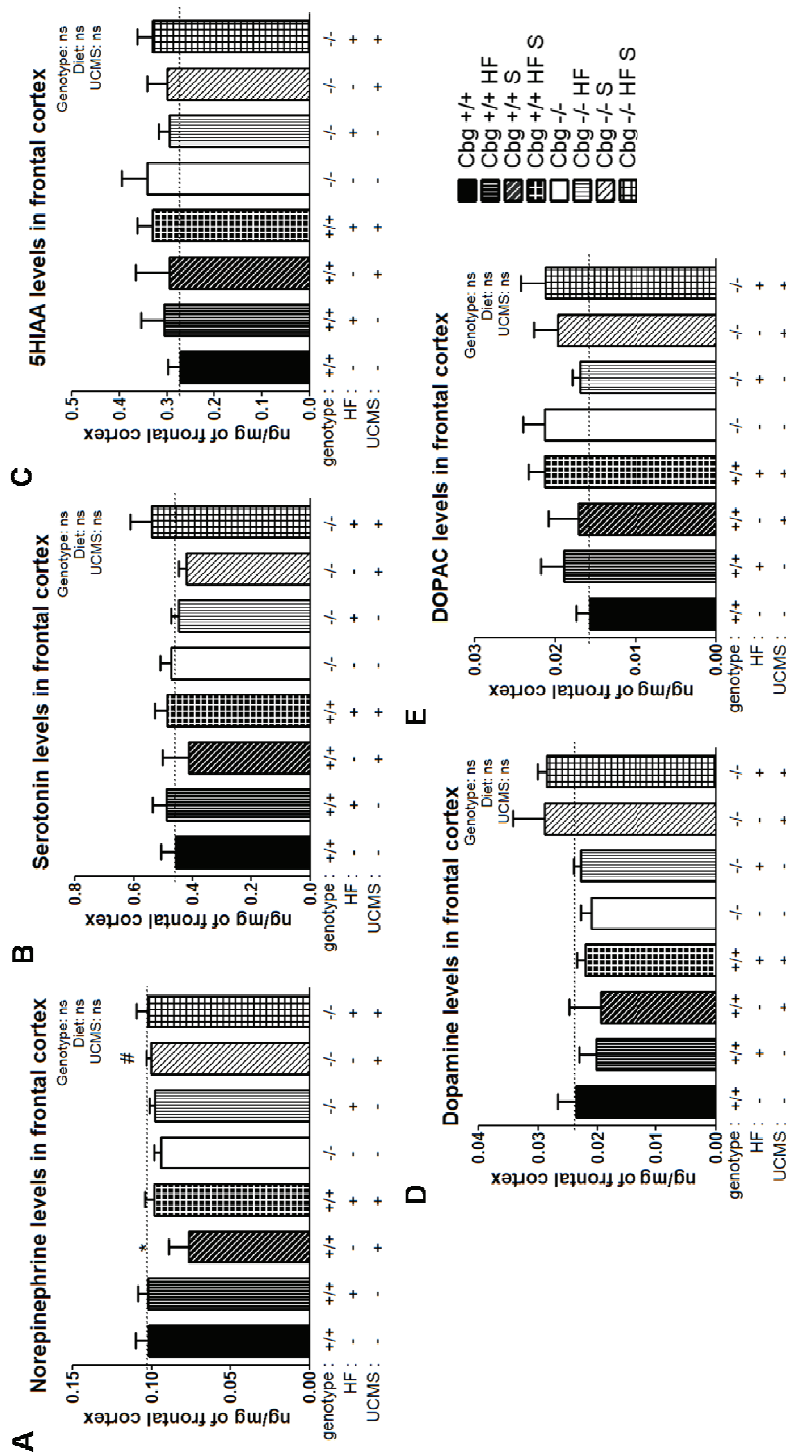 A
Norepinephrine levels in frontal cortex
Genotype: ns
Diet: ns
UCMS: ns
ng/mg of frontal cortex
0.15
0.10
0.05
0.00
* #
genotype : +/+ +/+ +/+ +/+ -/- -/- -/- -/-
HF : - + - + - + - +
UCMS : - - + + - - + +
B
Serotonin levels in frontal cortex
Genotype: ns
Diet: ns
UCMS: ns
ng/mg of frontal cortex
0.8
0.6
0.4
0.2
0.0
genotype : +/+ +/+ +/+ +/+ -/- -/- -/- -/-
HF : - + - + - + - +
UCMS : - - + + - - + +
C
5HIAA levels in frontal cortex
Genotype: ns
Diet: ns
UCMS: ns
ng/mg of frontal cortex
0.5
0.4
0.3
0.2
0.1
0.0
genotype : +/+ +/+ +/+ +/+ -/- -/- -/- -/-
HF : - + - + - + - +
UCMS : - - + + - - + +
D
Dopamine levels in frontal cortex
Genotype: ns
Diet: ns
UCMS: ns
ng/mg of frontal cortex
0.04
0.03
0.02
0.01
0.00
genotype : +/+ +/+ +/+ +/+ -/- -/- -/- -/-
HF : - + - + - + - +
UCMS : - - + + - - + +
E
DOPAC levels in frontal cortex
Genotype: ns
Diet: ns
UCMS: ns
ng/mg of frontal cortex
0.03
0.02
0.01
0.00
genotype : +/+ +/+ +/+ +/+ -/- -/- -/- -/-
HF : - + - + - + - +
UCMS : - - + + - - + +
Cbg +/+
Cbg +/+ HF
Cbg +/+ S
Cbg +/+ HF S
Cbg -/-
Cbg -/- HF
Cbg -/- S
Cbg -/- HF S